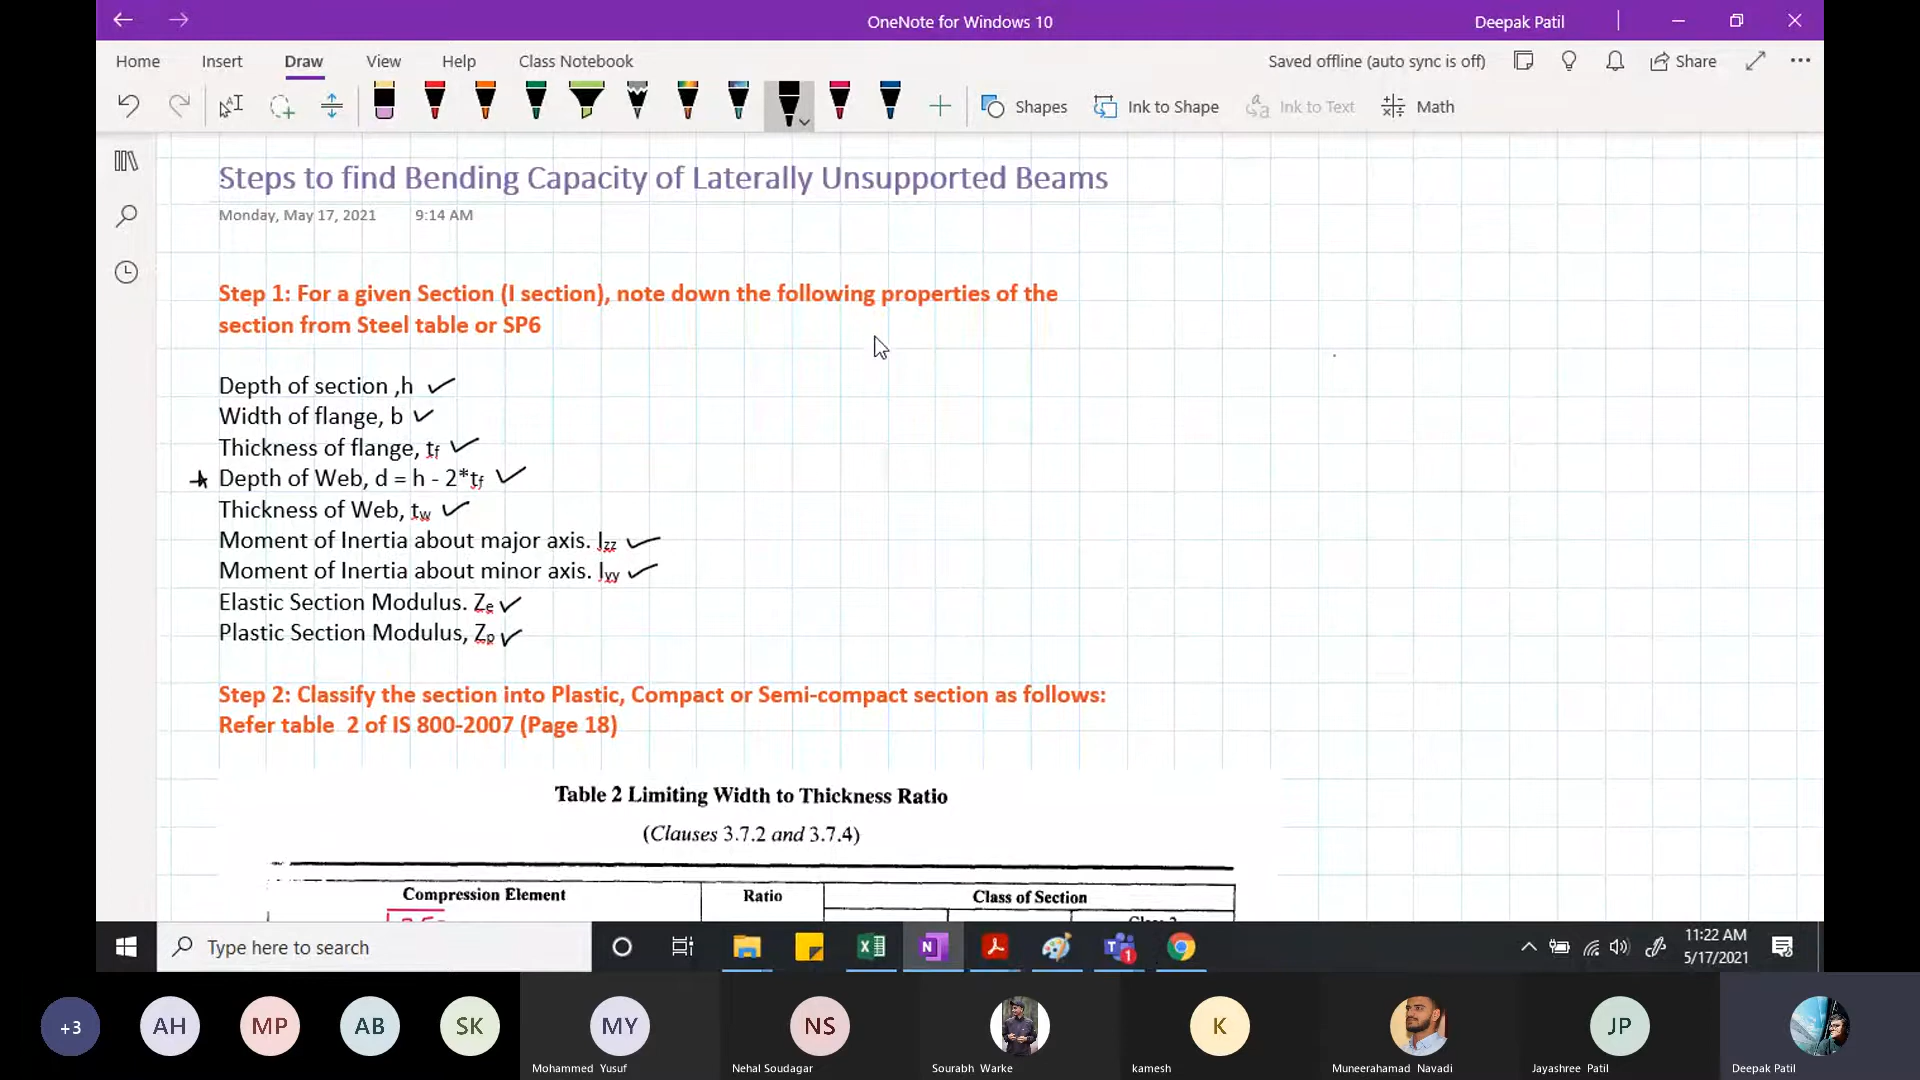 OneNote for Windows 10
Deepak Patil
Home Insert Draw View Help Class Notebook
Saved offline (auto sync is off)
Share
Shapes
Ink to Shape
Ink to Text
Math
Steps to find Bending Capacity of Laterally Unsupported Beams
Monday, May 17, 2021 9:14 AM
Step 1: For a given Section (I section), note down the following properties of the
section from Steel table or SP6
Depth of section ,h
Width of flange, b
Thickness of flange, tf
Depth of Web, d = h - 2*tf
Thickness of Web, tw
Moment of Inertia about major axis. Izz
Moment of Inertia about minor axis. Iyy
Elastic Section Modulus. Ze
Plastic Section Modulus, Zp
Step 2: Classify the section into Plastic, Compact or Semi-compact section as follows:
Refer table 2 of IS 800-2007 (Page 18)
Table 2 Limiting Width to Thickness Ratio
(Clauses 3.7.2 and 3.7.4)
Compression Element
Ratio
Class of Section
Type here to search
1
11:22 AM
5/17/2021
+3
AH
MP
AB
SK
MY
NS
K
JP
Mohammed Yusuf
Nehal Soudagar
Sourabh Warke
kamesh
Muneerahamad Navadi
Jayashree Patil
Deepak Patil